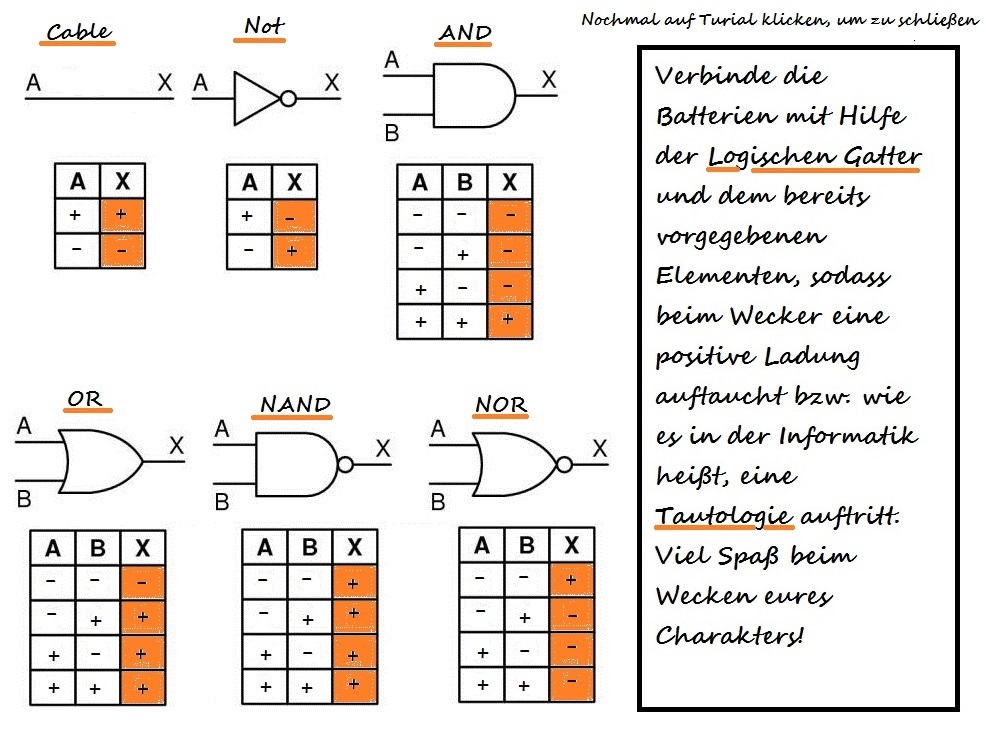 Nochmal auf Turial klicken, um zu schließen
Cable
A X
A X
+ +
− −
Not
A X
A X
+ −
− +
AND
A X
B
A B X
− − −
− + −
+ − −
+ + +
OR
A X
B
A B X
− − −
− + +
+ − +
+ + +
NAND
A X
B
A B X
− − +
− + +
+ − +
+ + +
NOR
A X
B
A B X
− − +
− + −
+ − −
+ + −
Verbinde die
Batterien mit Hilfe
der Logischen Gatter
und dem bereits
vorgegebenen
Elementen, sodass
beim Wecker eine
positive Ladung
auftaucht bzw. wie
es in der Informatik
heißt, eine
Tautologie auftritt.
Viel Spaß beim
Wecken eures
Charakters!